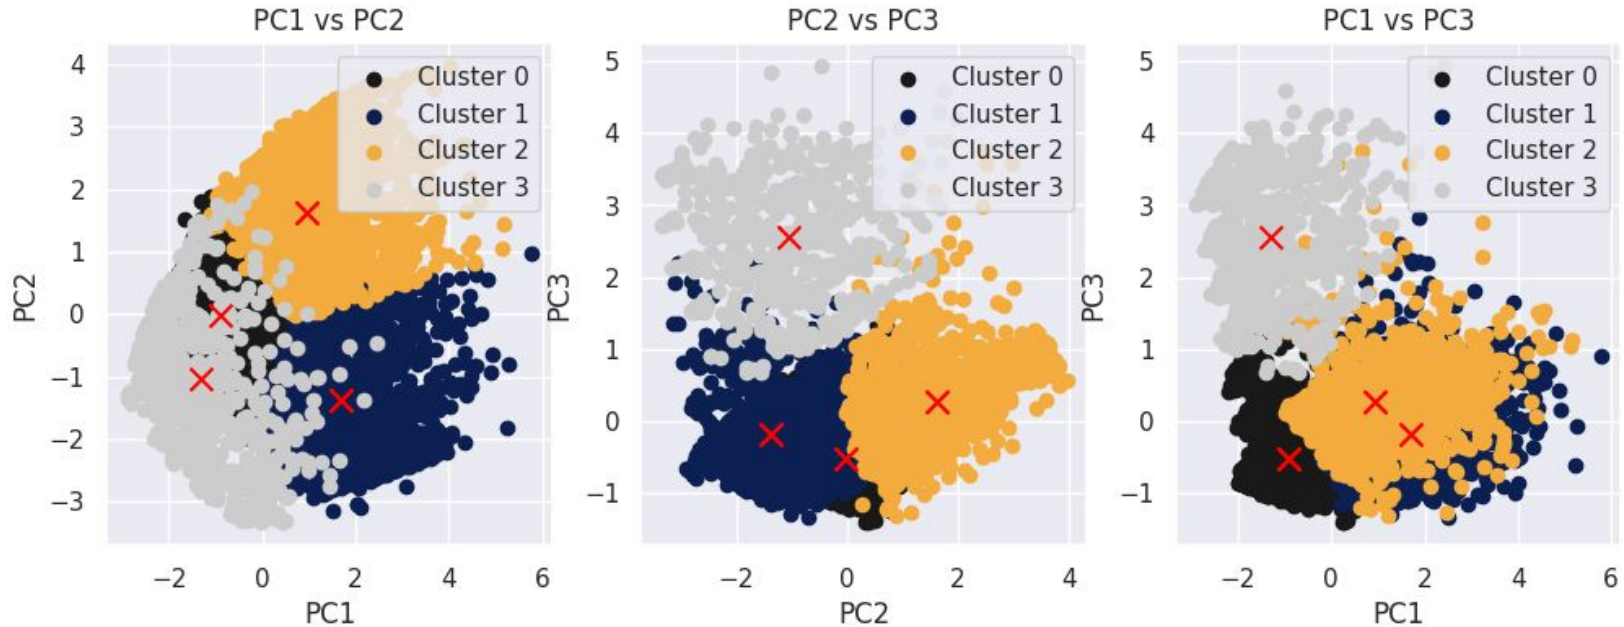 PC1 vs PC2
4
3
2
1
0
−1
−2
−3
PC2
−2
0
2
4
6
PC1
Cluster 0
Cluster 1
Cluster 2
Cluster 3
PC2 vs PC3
5
4
3
2
1
0
−1
PC3
−2
0
2
4
PC2
Cluster 0
Cluster 1
Cluster 2
Cluster 3
PC1 vs PC3
5
4
3
2
1
0
−1
PC3
−2
0
2
4
6
PC1
Cluster 0
Cluster 1
Cluster 2
Cluster 3